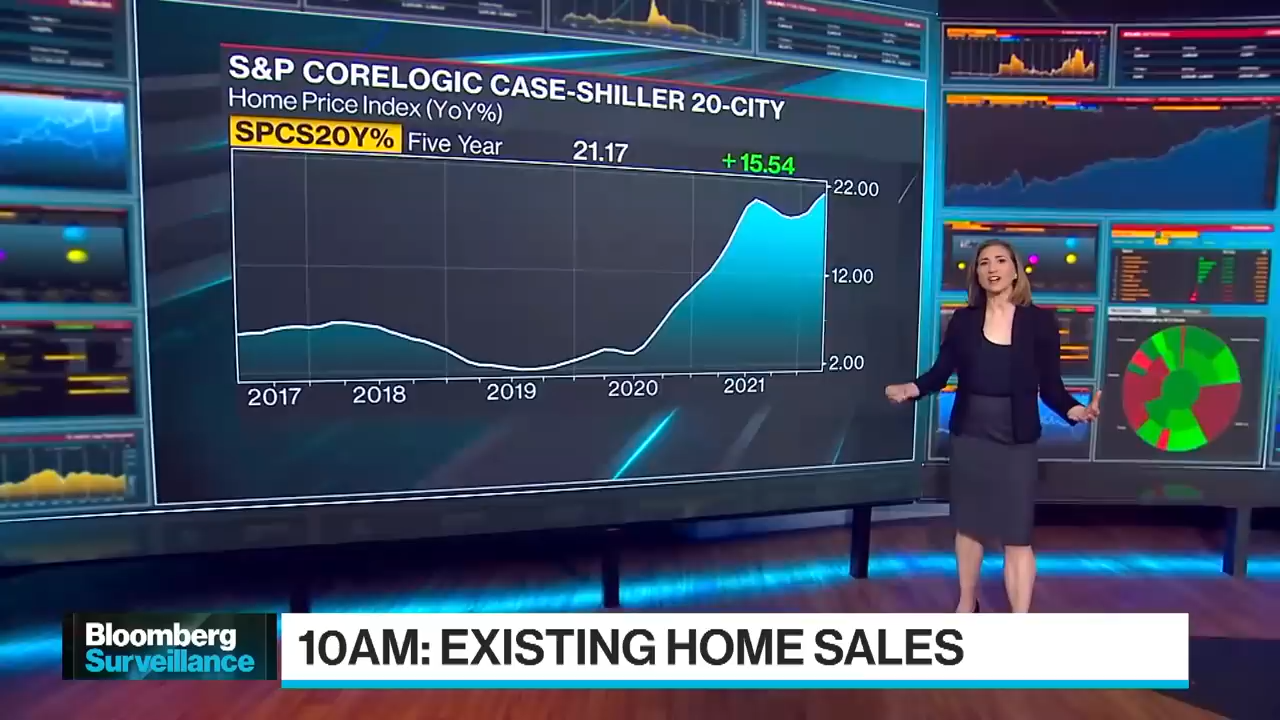 S&P CORELOGIC CASE-SHILLER 20-CITY
Home Price Index (YoY%)
SPCS20Y% Five Year 21.17 +15.54
22.00
12.00
2.00
2017 2018 2019 2020 2021
Bloomberg
Surveillance
10AM: EXISTING HOME SALES